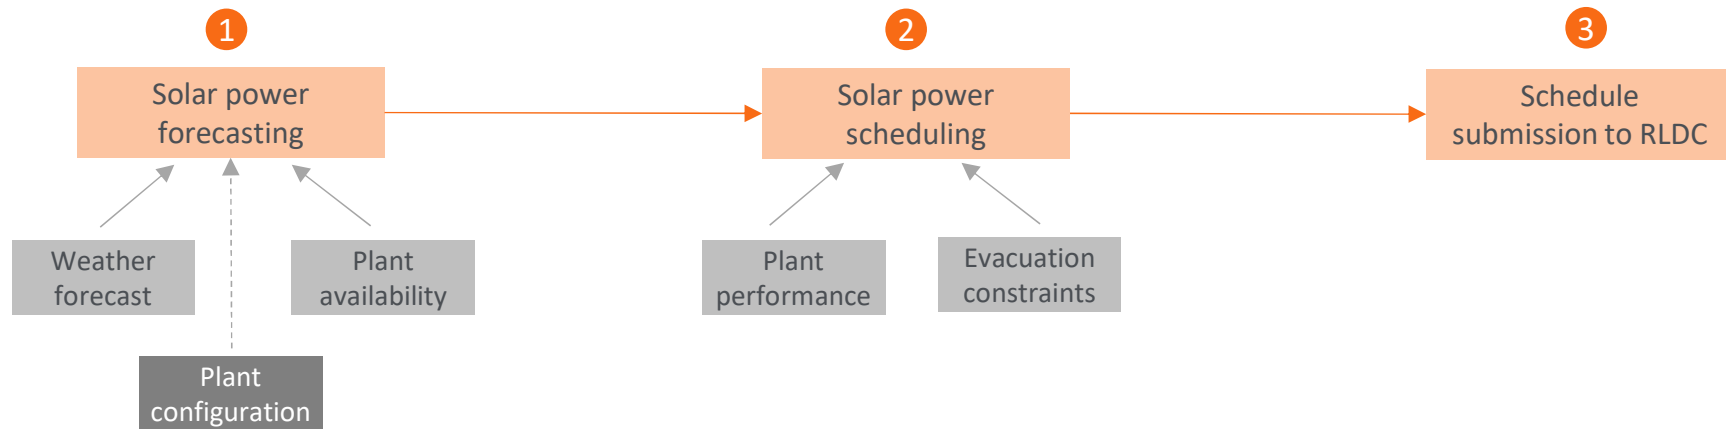 1
Solar power
forecasting
Weather
forecast
Plant
availability
Plant
configuration
2
Solar power
scheduling
Plant
performance
Evacuation
constraints
3
Schedule
submission to RLDC